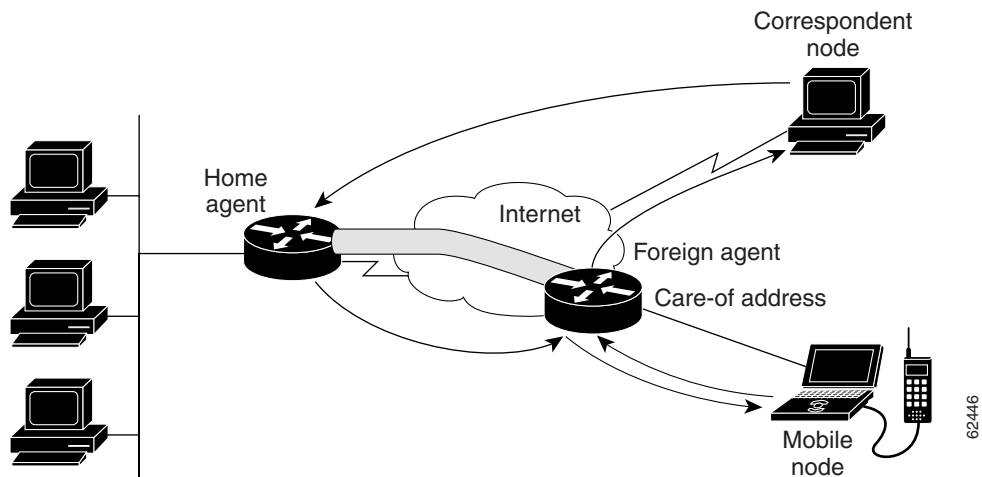 Correspondent
node
Home
agent
Internet
Foreign agent
Care-of address
Mobile
node
62446